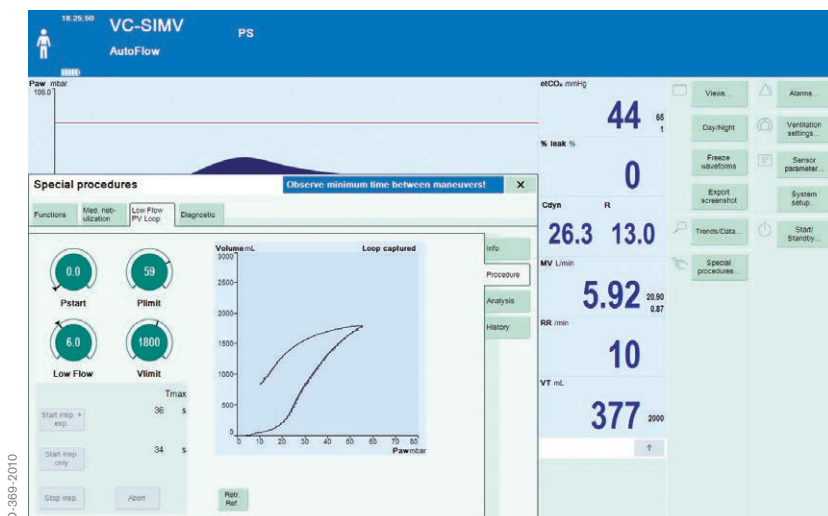 18:25:50
VC-SIMV
PS
AutoFlow
Paw mbar
105.0
etCO₂ mmHg
44
65
1
% leak %
0
Cdyn R
26.3 13.0
MV L/min
5.92
20.90
0.87
RR /min
10
VT mL
377
2000
Views...
Alarms...
Day/Night
Ventilation
settings...
Freeze
waveforms
Sensor
parameter...
Export
screenshot
System
setup...
Trends/Data...
Start/
Standby...
Special
procedures...
Special procedures
Observe minimum time between maneuvers!
X
Functions
Med. neb-
ulization
Low Flow
PV Loop
Diagnostic
Info
Procedure
Analysis
History
0.0
Pstart
59
Plimit
6.0
Low Flow
1800
Vlimit
Tmax
Start insp. +
exp.
36 s
Start insp.
only
34 s
Stop insp.
Abort
Volume mL
Loop captured
3000
2500
2000
1500
1000
500
0
0 10 20 30 40 50 60 70 80
Paw mbar
Retr.
Ref.
0-369-2010